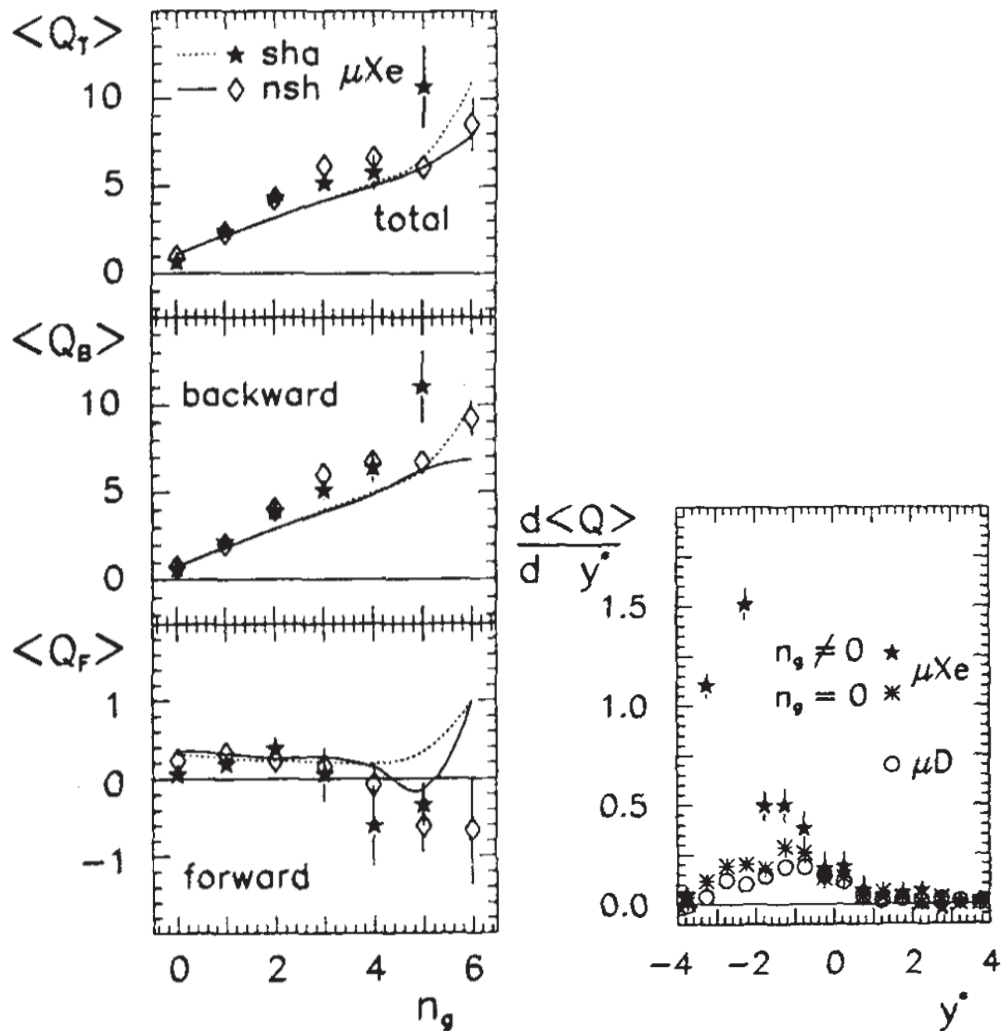 <Q_T>
sha
nsh
μXe
10
5
0
total
<Q_B>
backward
10
5
0
<Q_F>
1
0
−1
forward
0 2 4 6
n_g
d<Q>
d y*
1.5
1.0
0.5
0.0
n_g ≠ 0
n_g = 0
μXe
μD
−4 −2 0 2 4
y*